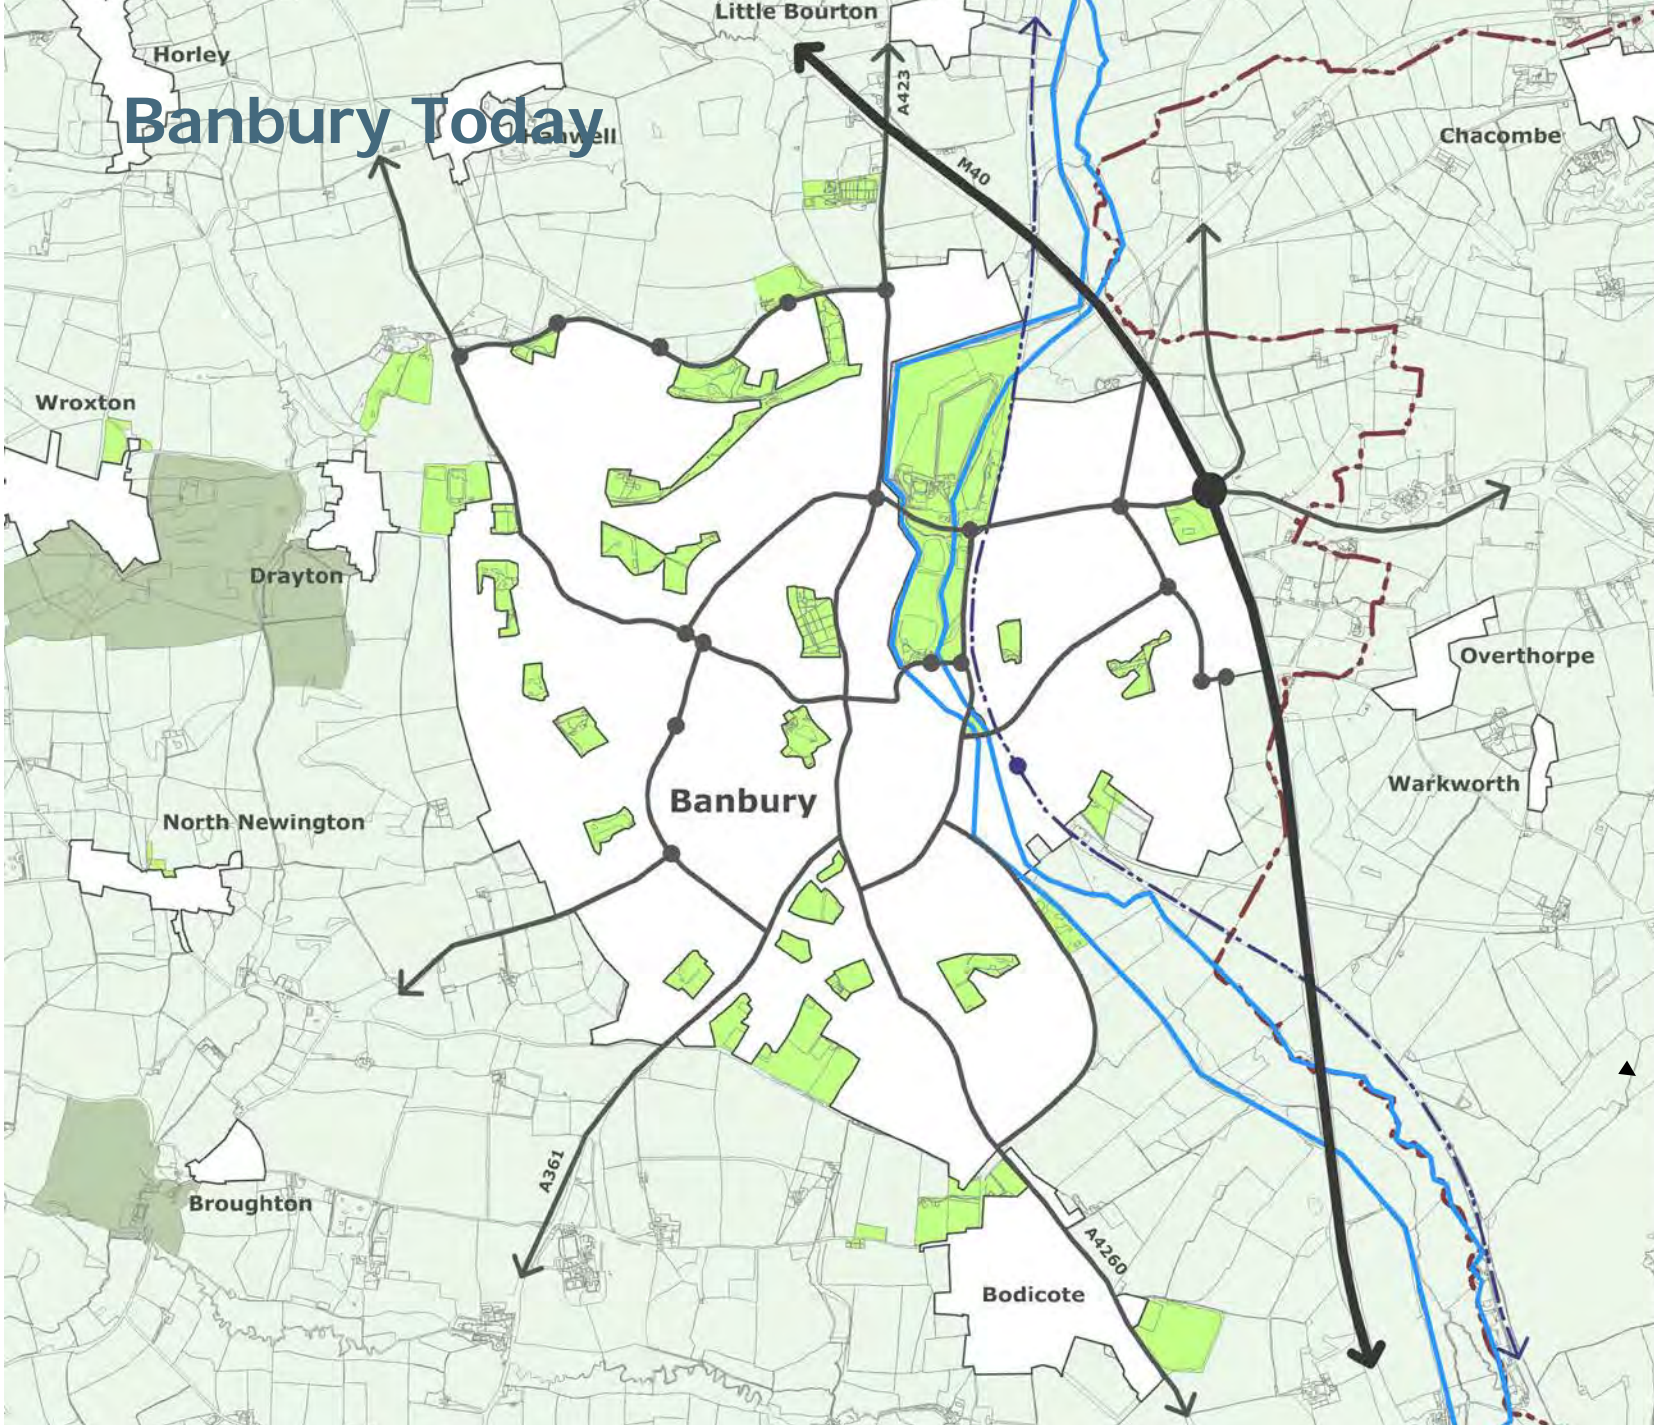 Little Bourton
Horley
A423
Banbury Today
Hanwell
Chacombe
M40
Wroxton
Drayton
Overthorpe
Warkworth
Banbury
North Newington
A361
Broughton
A4260
Bodicote